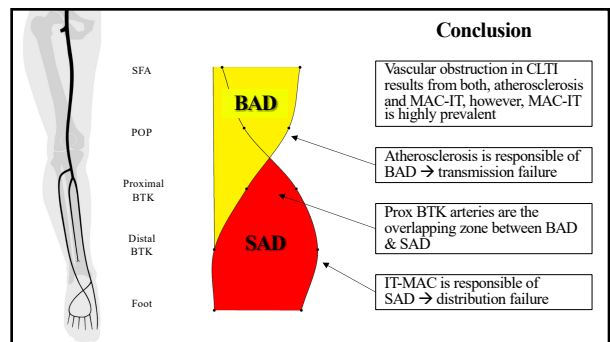 Conclusion
SFA
POP
Proximal
BTK
Distal
BTK
Foot
BAD
SAD
Vascular obstruction in CLTI
results from both, atherosclerosis
and MAC-IT, however, MAC-IT
is highly prevalent
Atherosclerosis is responsible of
BAD → transmission failure
Prox BTK arteries are the
overlapping zone between BAD
& SAD
IT-MAC is responsible of
SAD → distribution failure